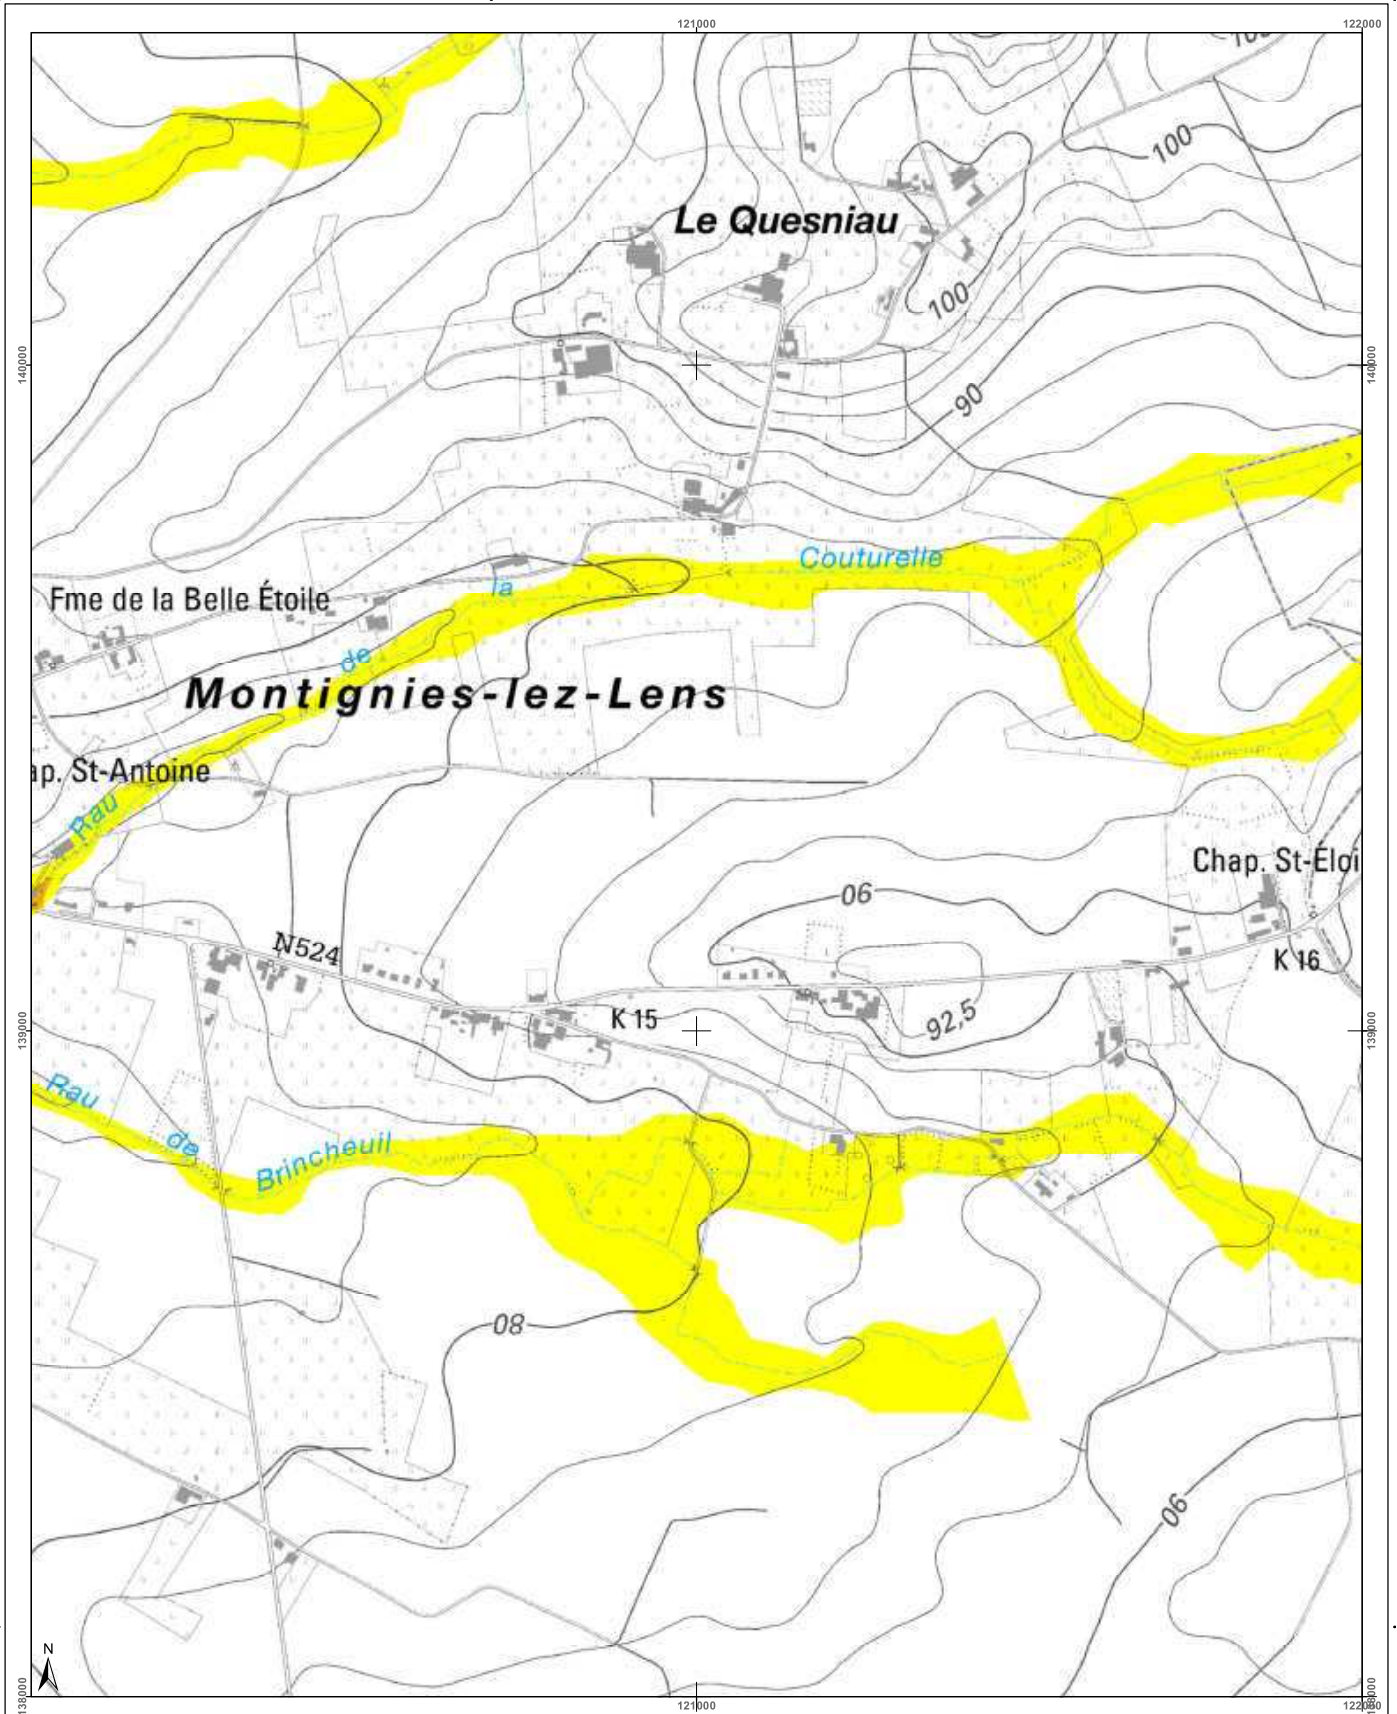 121000
122000
100
Le Quesniau
100
140000
140000
90
Couturelle
la
Fme de la Belle Étoile
de
Montignies-lez-Lens
ap. St-Antoine
Rau
Chap. St-Éloi
06
N524
K 16
K 15
92,5
139000
139000
Rau
de
Brincheuil
08
06
N
138000
121000